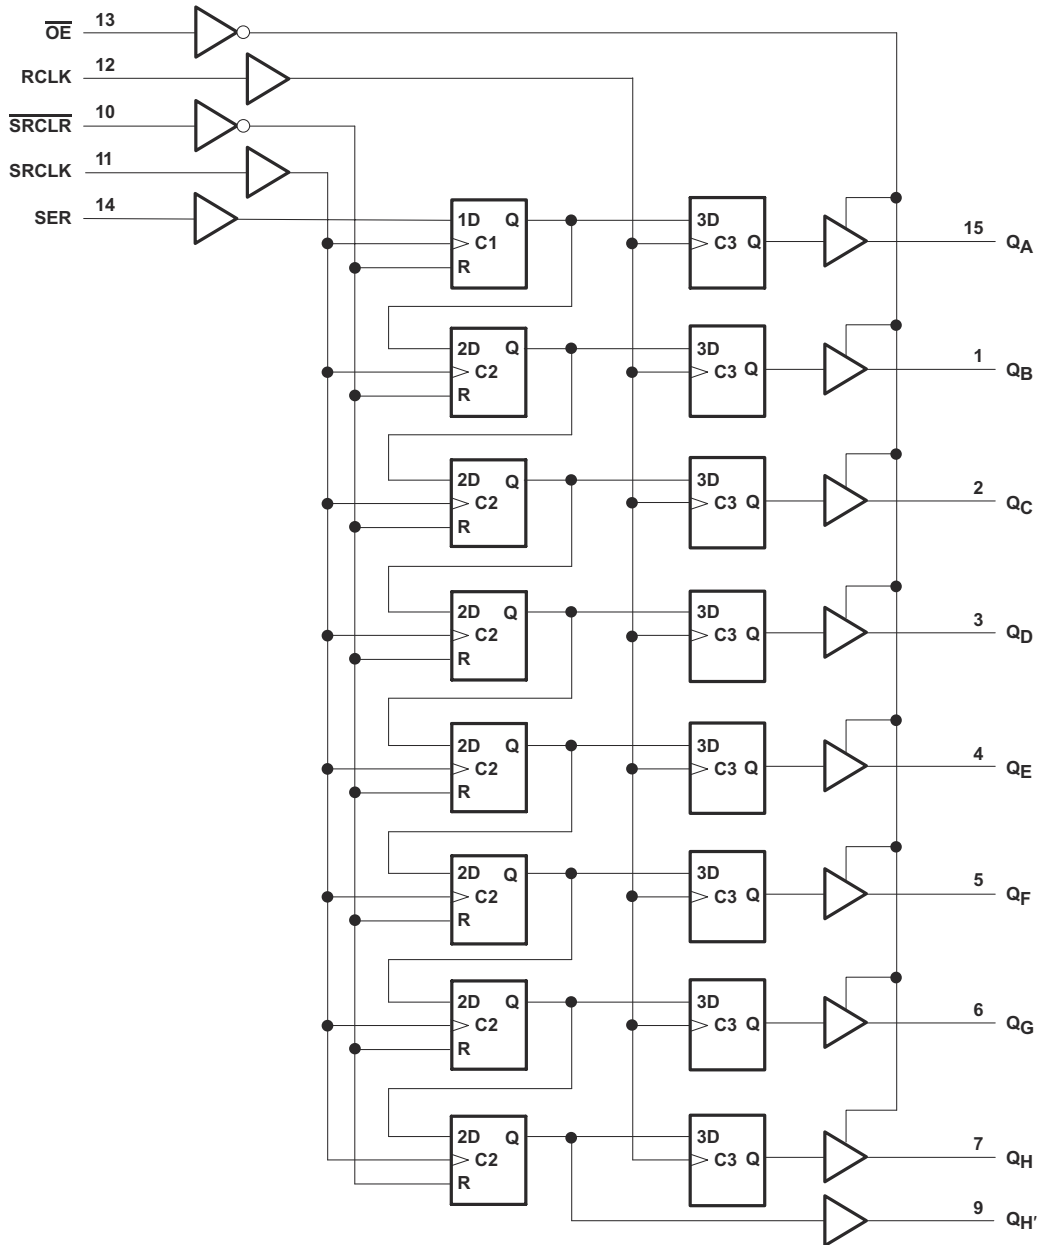 OE 13
RCLK 12
SRCLR 10
SRCLK 11
SER 14
1D Q 3D
C1 C3 Q 15 QA
R
2D Q 3D
C2 C3 Q 1 QB
R
2D Q 3D
C2 C3 Q 2 QC
R
2D Q 3D
C2 C3 Q 3 QD
R
2D Q 3D
C2 C3 Q 4 QE
R
2D Q 3D
C2 C3 Q 5 QF
R
2D Q 3D
C2 C3 Q 6 QG
R
2D Q 3D
C2 C3 Q 7 QH
R
9 QH′